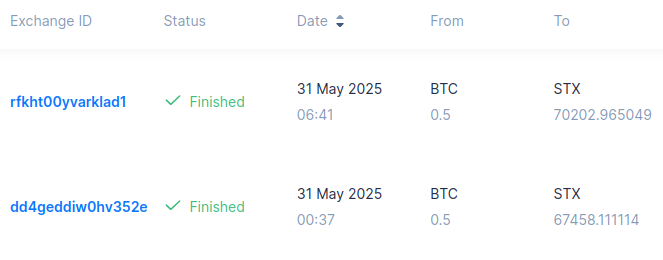 Exchange ID Status Date From To
rfkht00yvarklad1 Finished 31 May 2025 06:41 BTC 0.5 STX 70202.965049
dd4geddiw0hv352e Finished 31 May 2025 00:37 BTC 0.5 STX 67458.111114